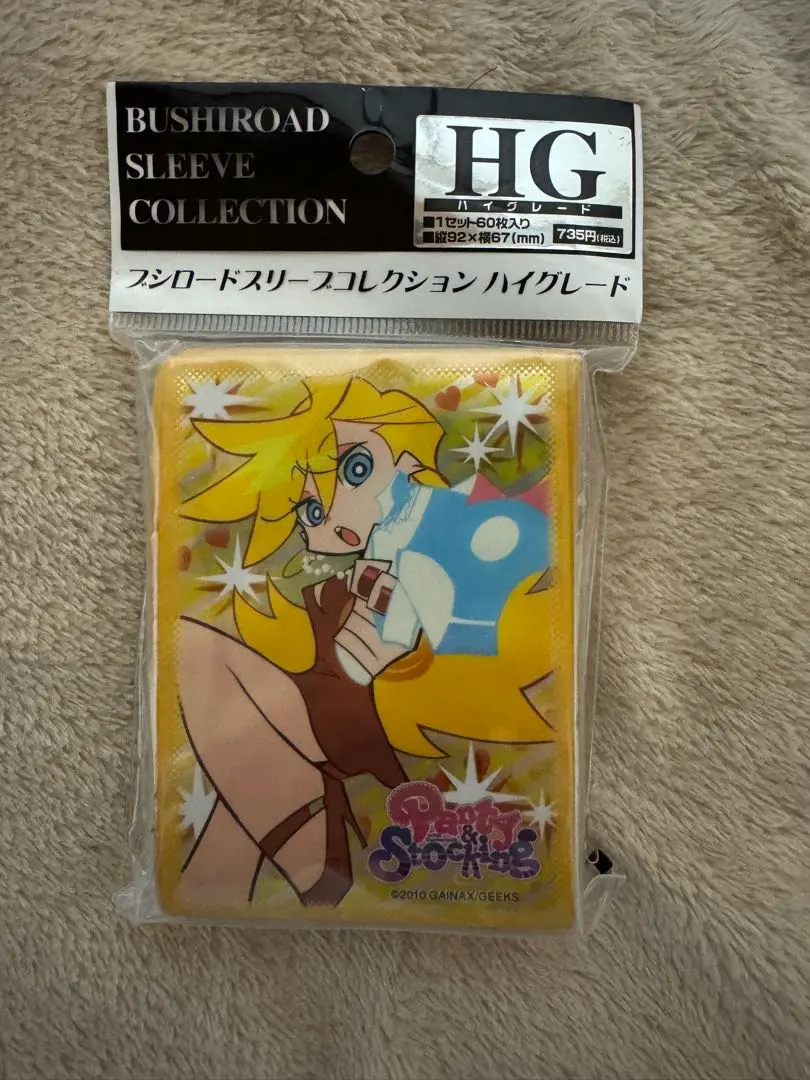 BUSHIROAD
SLEEVE
COLLECTION
HG
ハイグレード
■1セット60枚入り
■縦92×横67(mm)
735円(税込)
ブシロードスリーブコレクション ハイグレード
Panty
&
Stocking
©2010 GAINAX/GEEKS